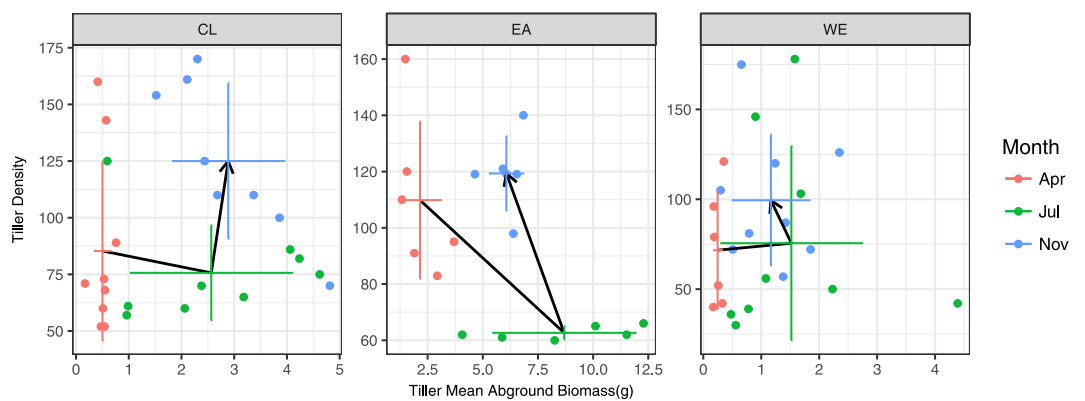 CL
EA
WE
Tiller Density
175
150
125
100
75
50
160
140
120
100
80
60
150
100
50
0 1 2 3 4 5
2.5 5.0 7.5 10.0 12.5
0 1 2 3 4
Tiller Mean Abground Biomass(g)
Month
Apr
Jul
Nov